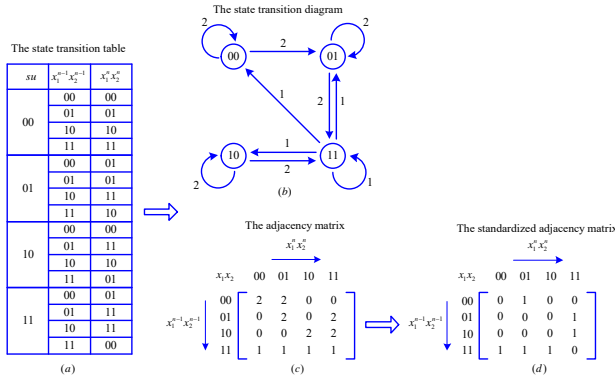 The state transition table
su x₁ⁿ⁻¹x₂ⁿ⁻¹ x₁ⁿx₂ⁿ
00 00 00
01 01
10 10
11 11
01 00 01
01 01
10 11
11 10
10 00 00
01 11
10 10
11 01
11 00 01
01 11
10 11
11 00
(a)
The state transition diagram
2 2
00 2 01
1 2 1
10 1 11
2 2 1
(b)
The adjacency matrix
x₁ⁿx₂ⁿ
x₁x₂ 00 01 10 11
00 2 2 0 0
01 0 2 0 2
x₁ⁿ⁻¹x₂ⁿ⁻¹
10 0 0 2 2
11 1 1 1 1
(c)
The standardized adjacency matrix
x₁ⁿx₂ⁿ
x₁x₂ 00 01 10 11
00 0 1 0 0
01 0 0 0 1
x₁ⁿ⁻¹x₂ⁿ⁻¹
10 0 0 0 1
11 1 1 1 0
(d)